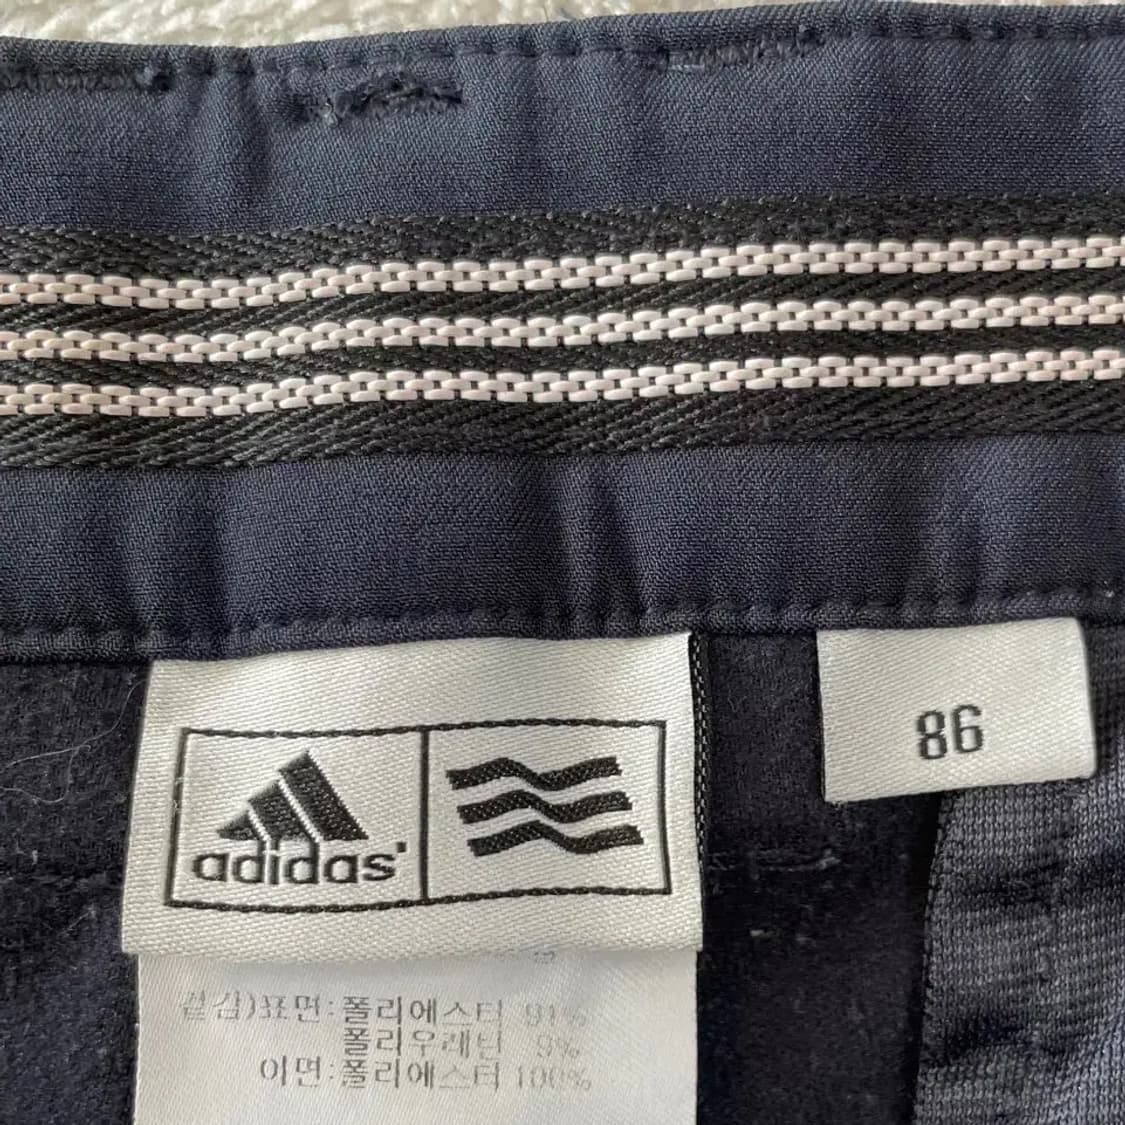 adidas
86
겉감)표면:폴리에스터 91%
폴리우레탄 9%
이면:폴리에스터 100%